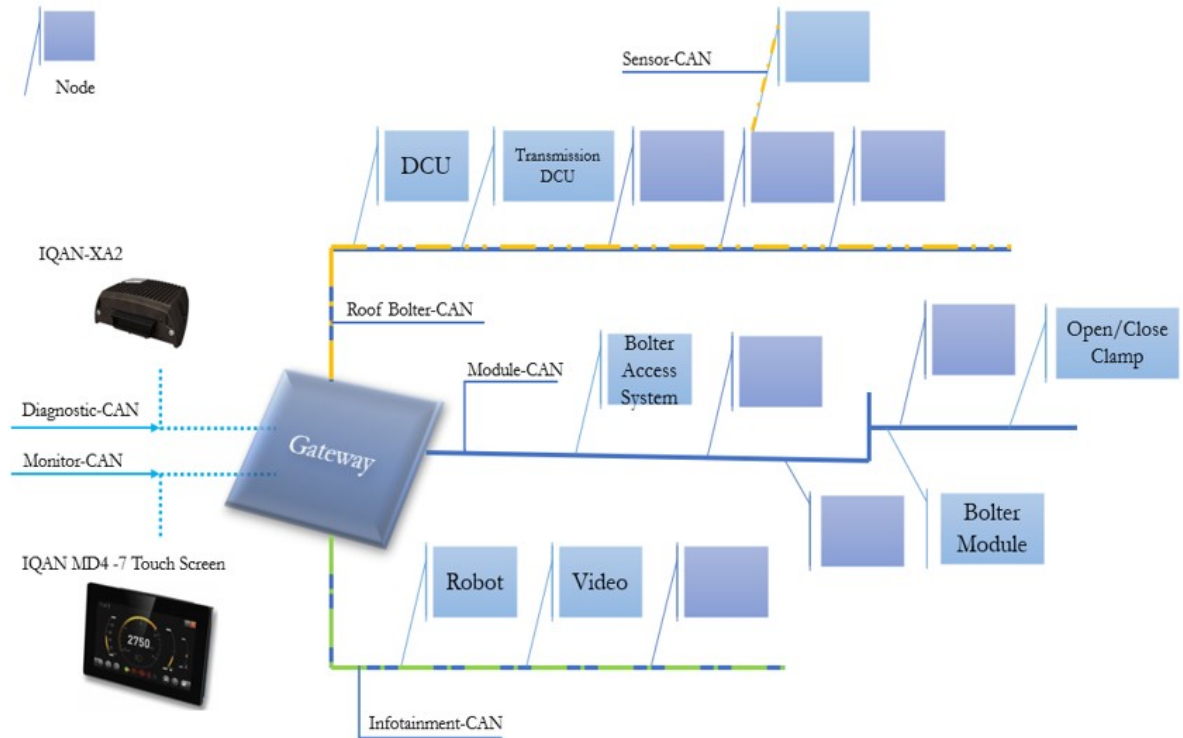 Node
Sensor-CAN
DCU
Transmission
DCU
IQAN-XA2
Roof Bolter-CAN
Module-CAN
Bolter
Access
System
Open/Close
Clamp
Diagnostic-CAN
Gateway
Monitor-CAN
Bolter
Module
IQAN MD4 -7 Touch Screen
2750
Robot
Video
Infotainment-CAN